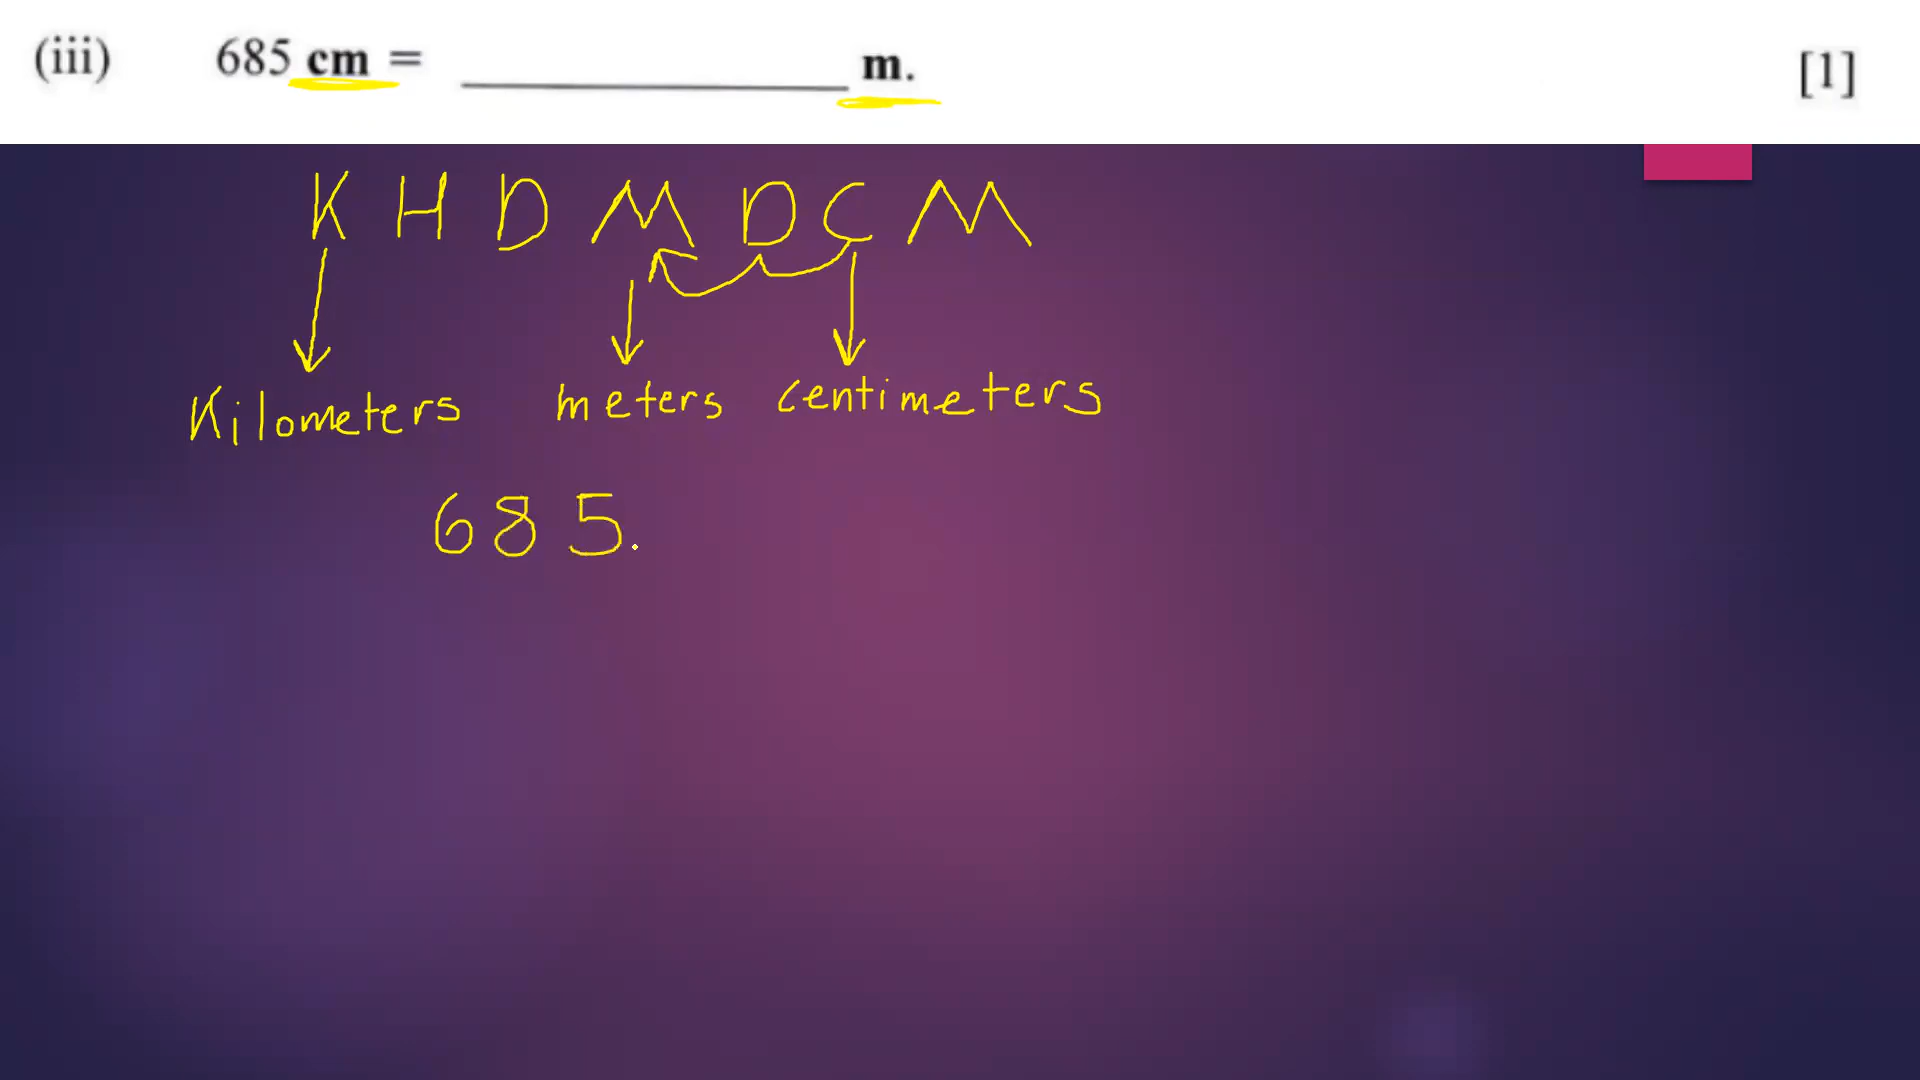 (iii) 685 cm = ____________ m. [1]
K H D M D C M
Kilometers meters centimeters
685.